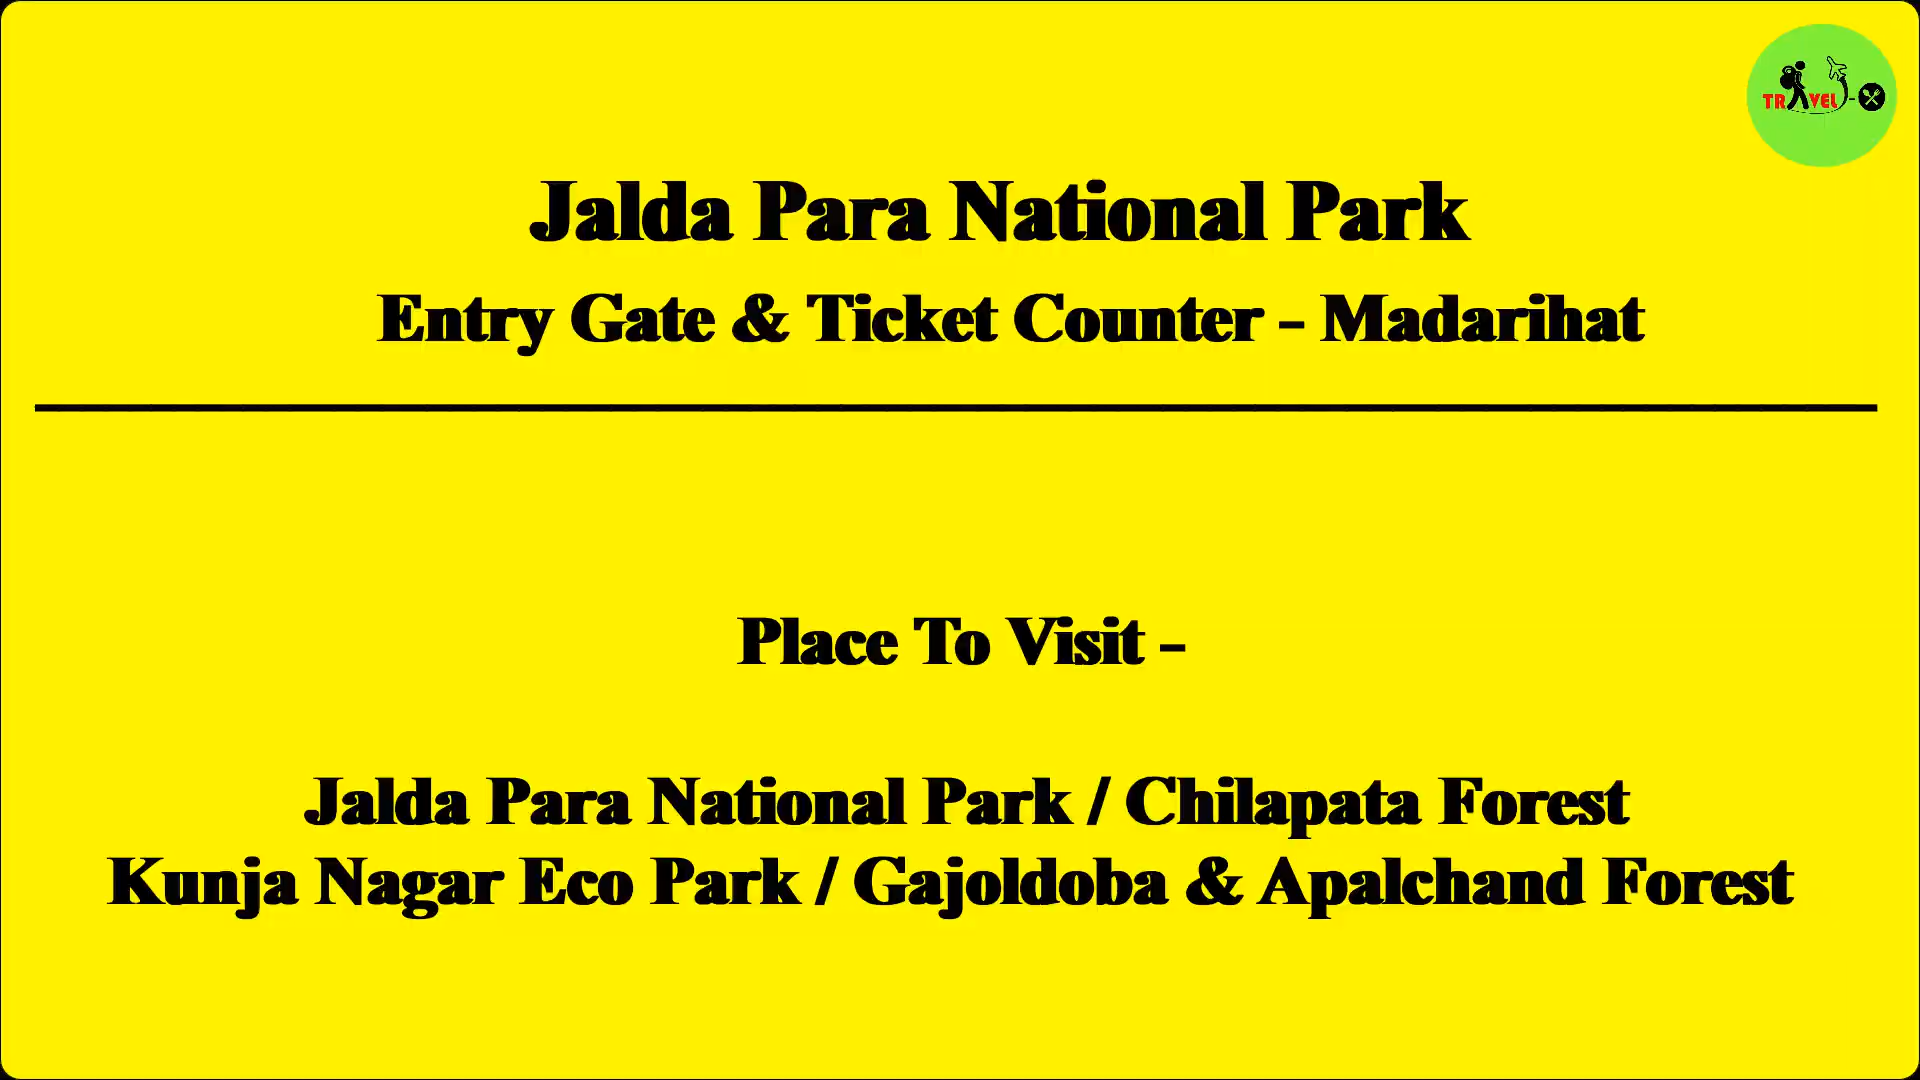 TRAVEL-
Jalda Para National Park
Entry Gate & Ticket Counter - Madarihat
Place To Visit -
Jalda Para National Park / Chilapata Forest
Kunja Nagar Eco Park / Gajoldoba & Apalchand Forest